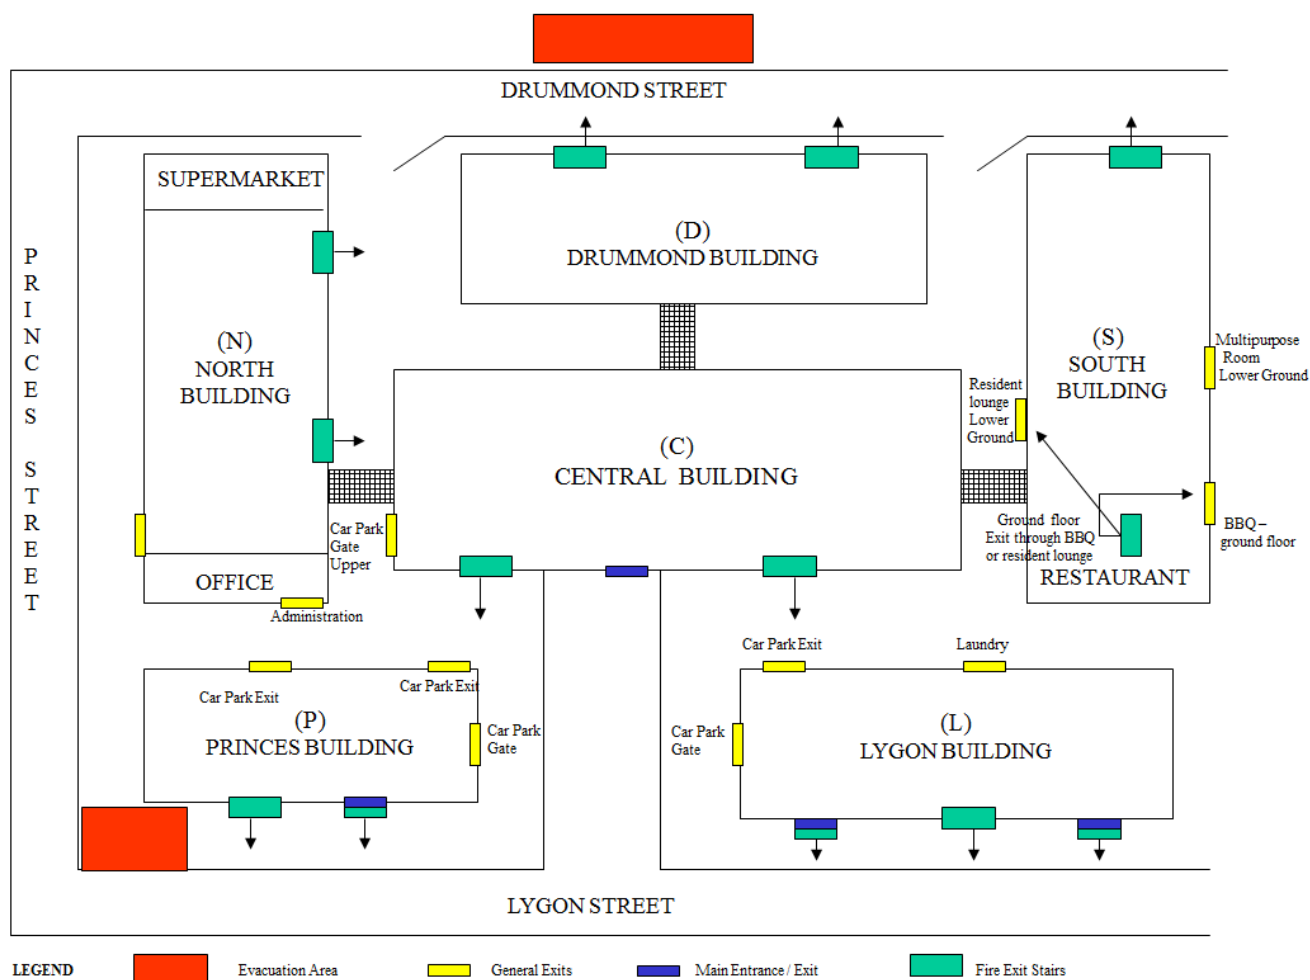 DRUMMOND STREET
SUPERMARKET
(D)
DRUMMOND BUILDING
PRINCES STREET
(N)
NORTH
BUILDING
(S)
SOUTH
BUILDING
Multipurpose
Room
Lower Ground
Resident
lounge
Lower
Ground
(C)
CENTRAL BUILDING
Car Park
Gate
Upper
Ground floor
Exit through BBQ
or resident lounge
BBQ –
ground floor
OFFICE
RESTAURANT
Administration
Car Park Exit
Laundry
Car Park Exit
Car Park Exit
(P)
PRINCES BUILDING
Car Park
Gate
Car Park
Gate
(L)
LYGON BUILDING
LYGON STREET
LEGEND
Evacuation Area
General Exits
Main Entrance / Exit
Fire Exit Stairs